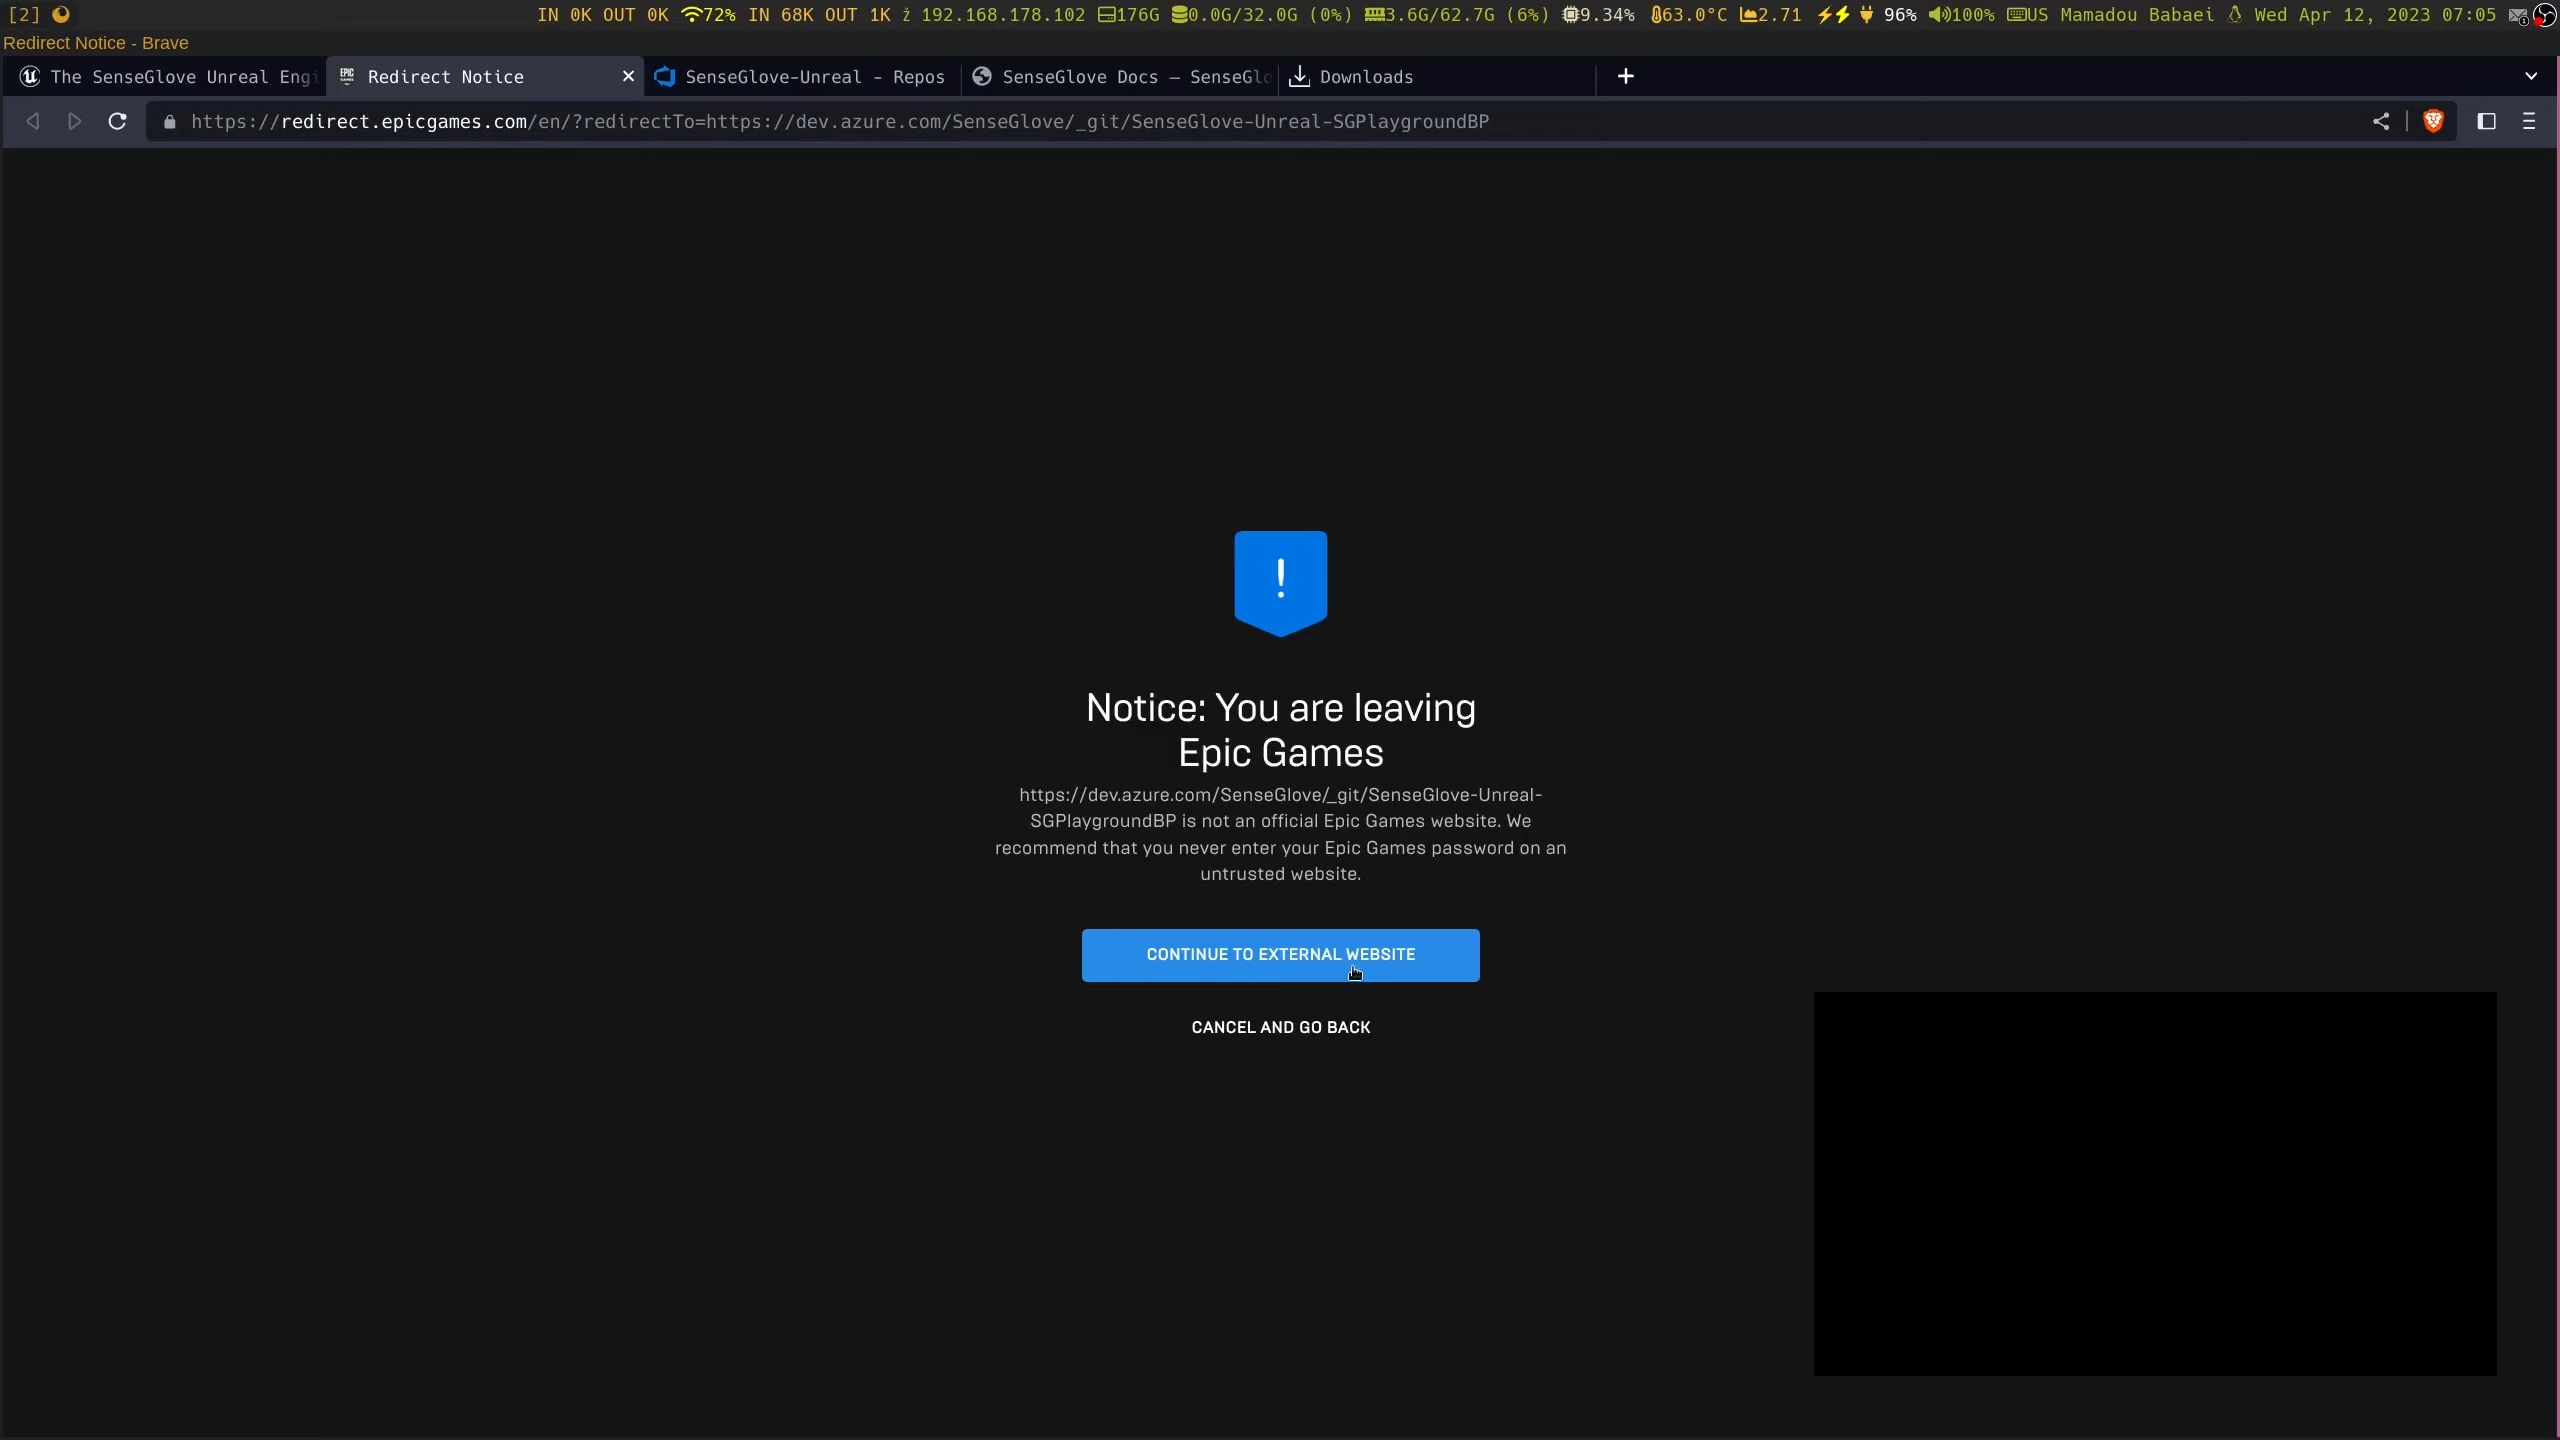 [2] IN 0K OUT 0K 72% IN 68K OUT 1K ż 192.168.178.102 176G 0.0G/32.0G (0%) 3.6G/62.7G (6%) 9.34% 63.0°C 2.71 96% 100% US Mamadou Babaei Wed Apr 12, 2023 07:05
Redirect Notice - Brave
The SenseGlove Unreal Engi Redirect Notice SenseGlove-Unreal - Repos SenseGlove Docs — SenseGlo Downloads
https://redirect.epicgames.com/en/?redirectTo=https://dev.azure.com/SenseGlove/_git/SenseGlove-Unreal-SGPlaygroundBP
!
Notice: You are leaving
Epic Games
https://dev.azure.com/SenseGlove/_git/SenseGlove-Unreal-
SGPlaygroundBP is not an official Epic Games website. We
recommend that you never enter your Epic Games password on an
untrusted website.
CONTINUE TO EXTERNAL WEBSITE
CANCEL AND GO BACK